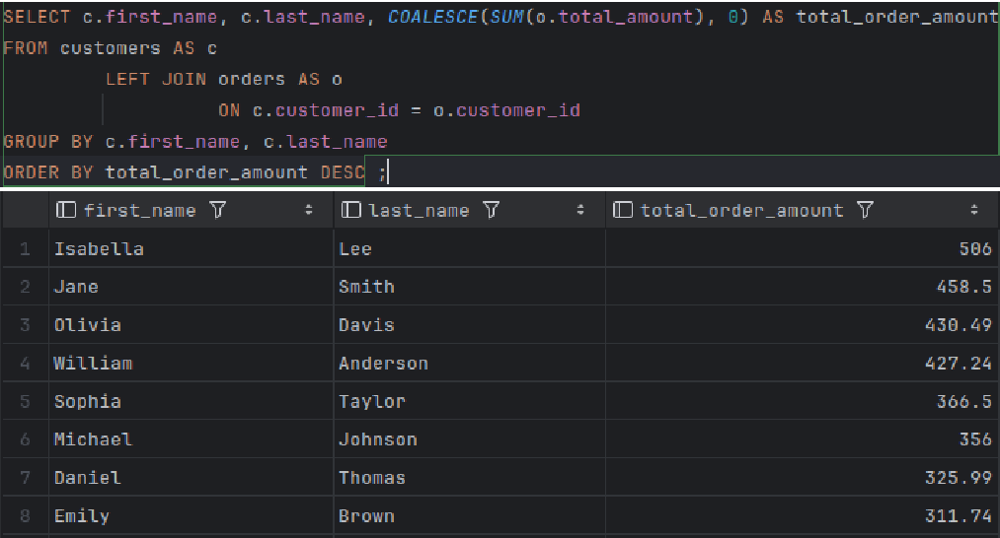 SELECT c.first_name, c.last_name, COALESCE(SUM(o.total_amount), 0) AS total_order_amount
FROM customers AS c
LEFT JOIN orders AS o
ON c.customer_id = o.customer_id
GROUP BY c.first_name, c.last_name
ORDER BY total_order_amount DESC ;
first_name last_name total_order_amount
1 Isabella Lee 506
2 Jane Smith 458.5
3 Olivia Davis 430.49
4 William Anderson 427.24
5 Sophia Taylor 366.5
6 Michael Johnson 356
7 Daniel Thomas 325.99
8 Emily Brown 311.74